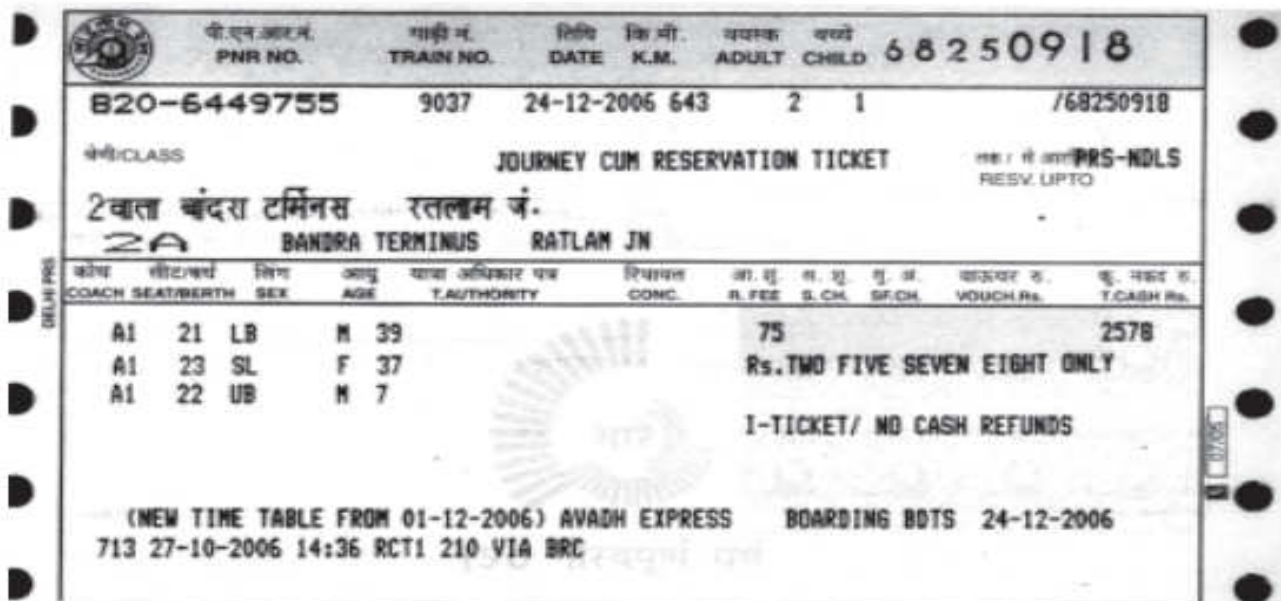 पी.एन.आर.नं. गाड़ी नं. तिथि कि.मी. वयस्क बच्चे 68250918
PNR NO. TRAIN NO. DATE K.M. ADULT CHILD
820-6449755 9037 24-12-2006 643 2 1 /68250918
श्रेणी/CLASS JOURNEY CUM RESERVATION TICKET PRS-NDLS
RESV. UPTO
2वाता बांदरा टर्मिनस रतलाम जं.
2A BANDRA TERMINUS RATLAM JN
कोच सीट/बर्थ लिंग आयु यात्रा अधिकार पत्र रियायत आ.शु. वाऊचर रु. कु. नकद रु.
COACH SEAT/BERTH SEX AGE T.AUTHORITY CONC. R. FEE S. CH. SF.CH. VOUCH.Rs. T.CASH Rs.
DELHI PRS
A1 21 LB M 39 75 2578
A1 23 SL F 37 Rs.TWO FIVE SEVEN EIGHT ONLY
A1 22 UB M 7
I-TICKET/ NO CASH REFUNDS
(NEW TIME TABLE FROM 01-12-2006) AVADH EXPRESS BOARDING BDTS 24-12-2006
713 27-10-2006 14:36 RCT1 210 VIA BRC